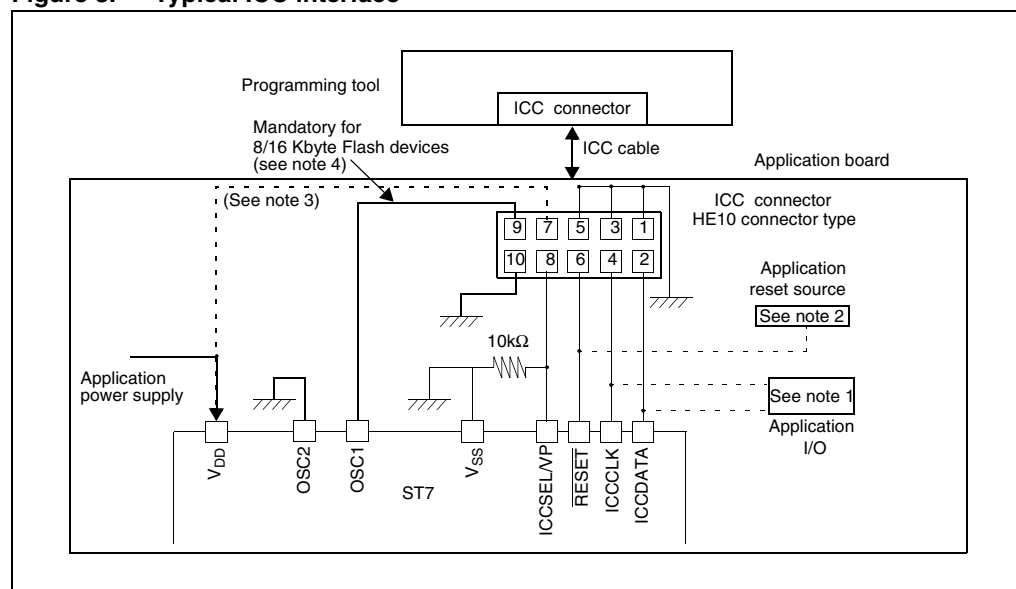 Figure 8. Typical ICC interface
Programming tool
ICC connector
Mandatory for
8/16 Kbyte Flash devices
(see note 4)
ICC cable
Application board
(See note 3)
ICC connector
HE10 connector type
9 7 5 3 1
10 8 6 4 2
Application
reset source
See note 2
10kΩ
Application
power supply
See note 1
Application
I/O
VDD
OSC2
OSC1
VSS
ICCSEL/VPP
RESET
ICCCLK
ICCDATA
ST7